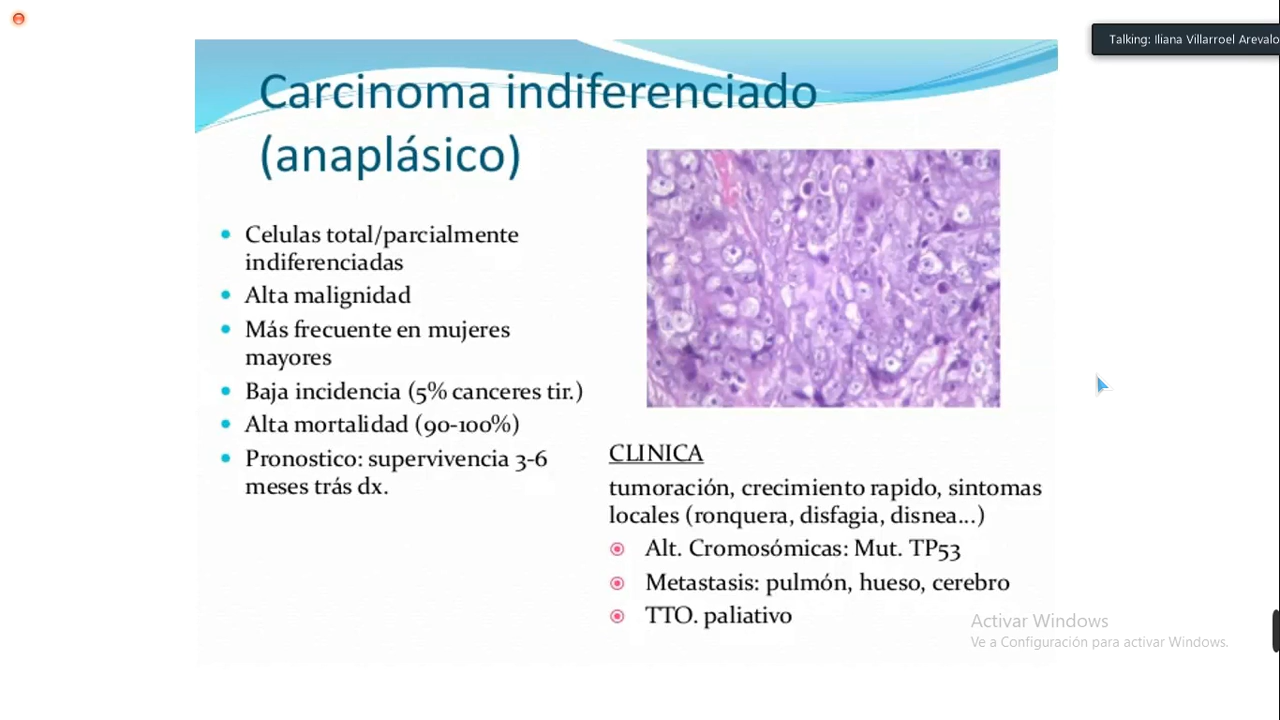 Talking: Iliana Villarroel Arevalo
Carcinoma indiferenciado
(anaplásico)
Celulas total/parcialmente
indiferenciadas
Alta malignidad
Más frecuente en mujeres
mayores
Baja incidencia (5% canceres tir.)
Alta mortalidad (90-100%)
Pronostico: supervivencia 3-6
meses trás dx.
CLINICA
tumoración, crecimiento rapido, sintomas
locales (ronquera, disfagia, disnea...)
Alt. Cromosómicas: Mut. TP53
Metastasis: pulmón, hueso, cerebro
TTO. paliativo
Activar Windows
Ve a Configuración para activar Windows.